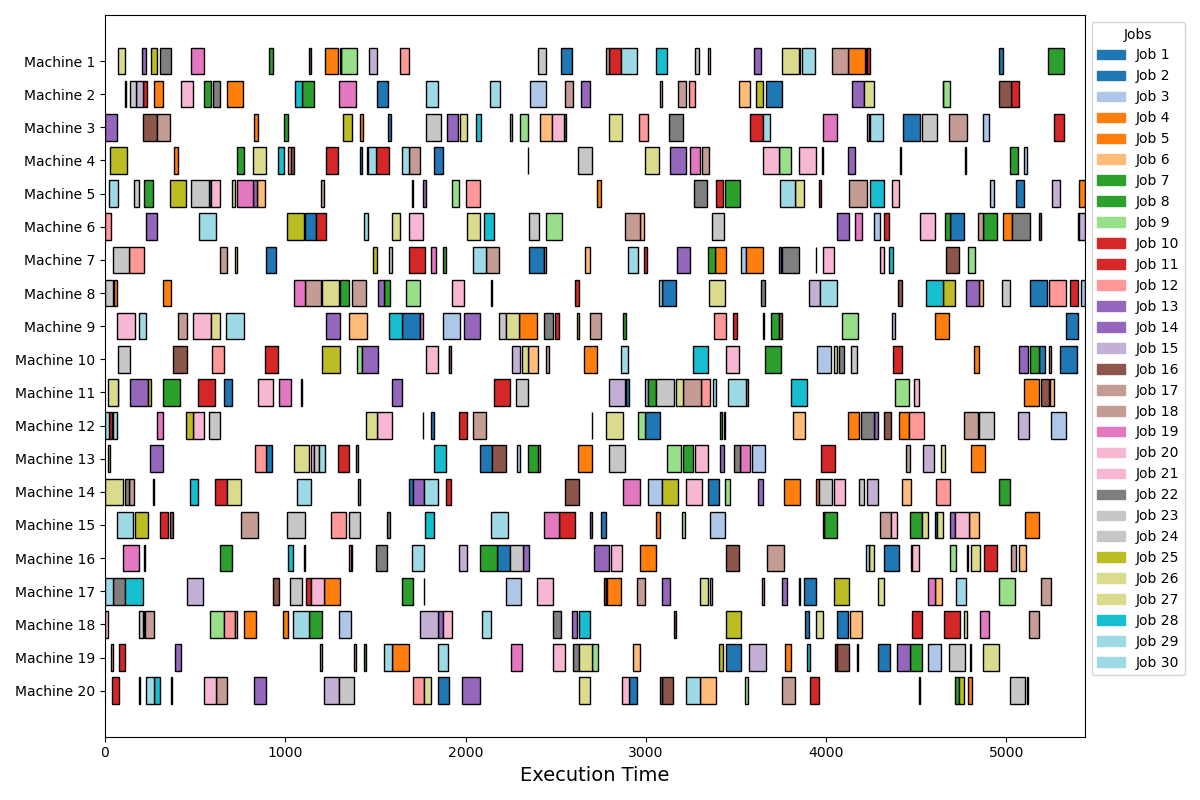 Jobs
Machine 1
Machine 2
Machine 3
Machine 4
Machine 5
Machine 6
Machine 7
Machine 8
Machine 9
Machine 10
Machine 11
Machine 12
Machine 13
Machine 14
Machine 15
Machine 16
Machine 17
Machine 18
Machine 19
Machine 20
Job 1
Job 2
Job 3
Job 4
Job 5
Job 6
Job 7
Job 8
Job 9
Job 10
Job 11
Job 12
Job 13
Job 14
Job 15
Job 16
Job 17
Job 18
Job 19
Job 20
Job 21
Job 22
Job 23
Job 24
Job 25
Job 26
Job 27
Job 28
Job 29
Job 30
0 1000 2000 3000 4000 5000
Execution Time